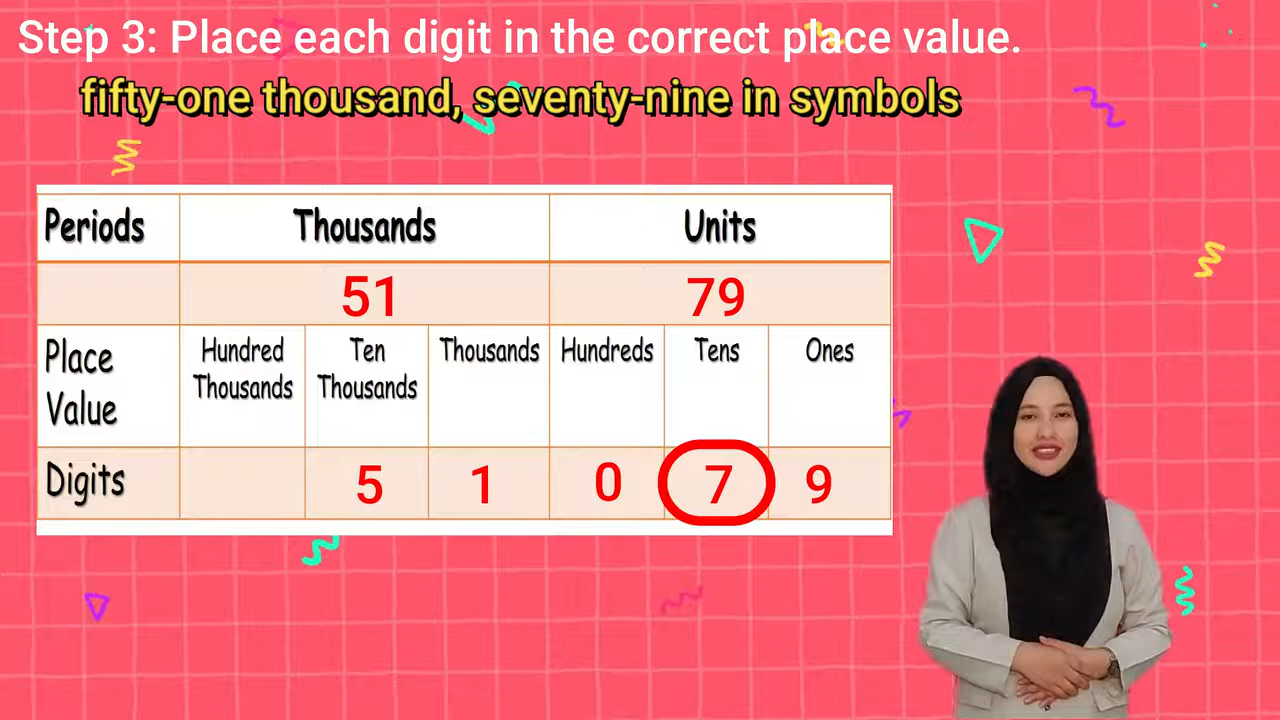 Step 3: Place each digit in the correct place value.
fifty-one thousand, seventy-nine in symbols
Periods Thousands Units
51 79
Place Value Hundred Thousands Ten Thousands Thousands Hundreds Tens Ones
Digits 5 1 0 7 9